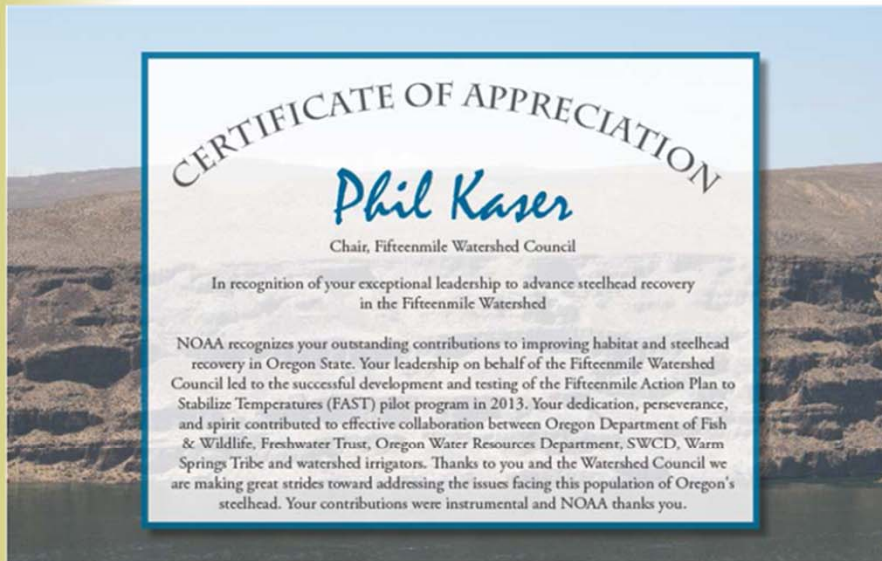 CERTIFICATE OF APPRECIATION
Phil Kaser
Chair, Fifteenmile Watershed Council
In recognition of your exceptional leadership to advance steelhead recovery
in the Fifteenmile Watershed
NOAA recognizes your outstanding contributions to improving habitat and steelhead
recovery in Oregon State. Your leadership on behalf of the Fifteenmile Watershed
Council led to the successful development and testing of the Fifteenmile Action Plan to
Stabilize Temperatures (FAST) pilot program in 2013. Your dedication, perseverance,
and spirit contributed to effective collaboration between Oregon Department of Fish
& Wildlife, Freshwater Trust, Oregon Water Resources Department, SWCD, Warm
Springs Tribe and watershed irrigators. Thanks to you and the Watershed Council we
are making great strides toward addressing the issues facing this population of Oregon's
steelhead. Your contributions were instrumental and NOAA thanks you.